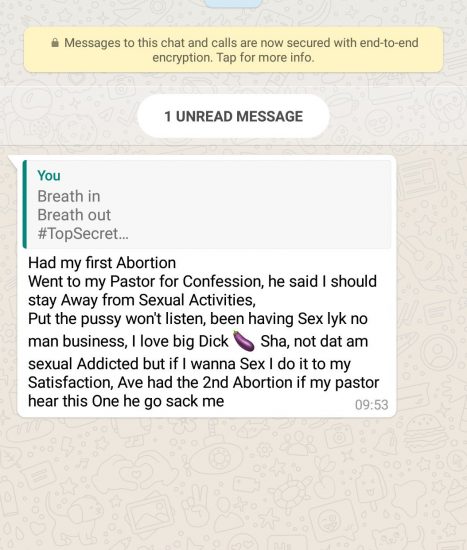 Messages to this chat and calls are now secured with end-to-end
encryption. Tap for more info.
1 UNREAD MESSAGE
You
Breath in
Breath out
#TopSecret...
Had my first Abortion
Went to my Pastor for Confession, he said I should
stay Away from Sexual Activities,
Put the pussy won't listen, been having Sex lyk no
man business, I love big Dick 🍆 Sha, not dat am
sexual Addicted but if I wanna Sex I do it to my
Satisfaction, Ave had the 2nd Abortion if my pastor
hear this One he go sack me
09:53